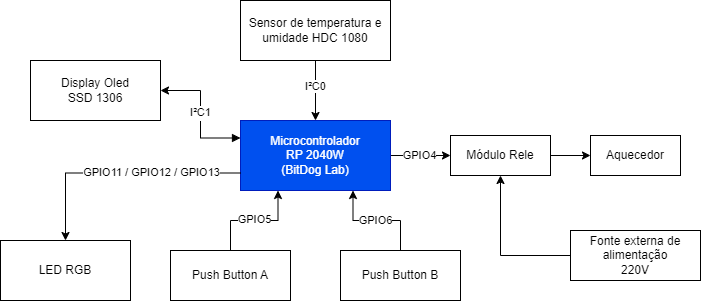 Sensor de temperatura e
umidade HDC 1080
Display Oled
SSD 1306
I²C0
I²C1
Microcontrolador
RP 2040W
(BitDog Lab)
GPIO4
Módulo Rele
Aquecedor
GPIO11 / GPIO12 / GPIO13
GPIO5
GPIO6
LED RGB
Push Button A
Push Button B
Fonte externa de
alimentação
220V